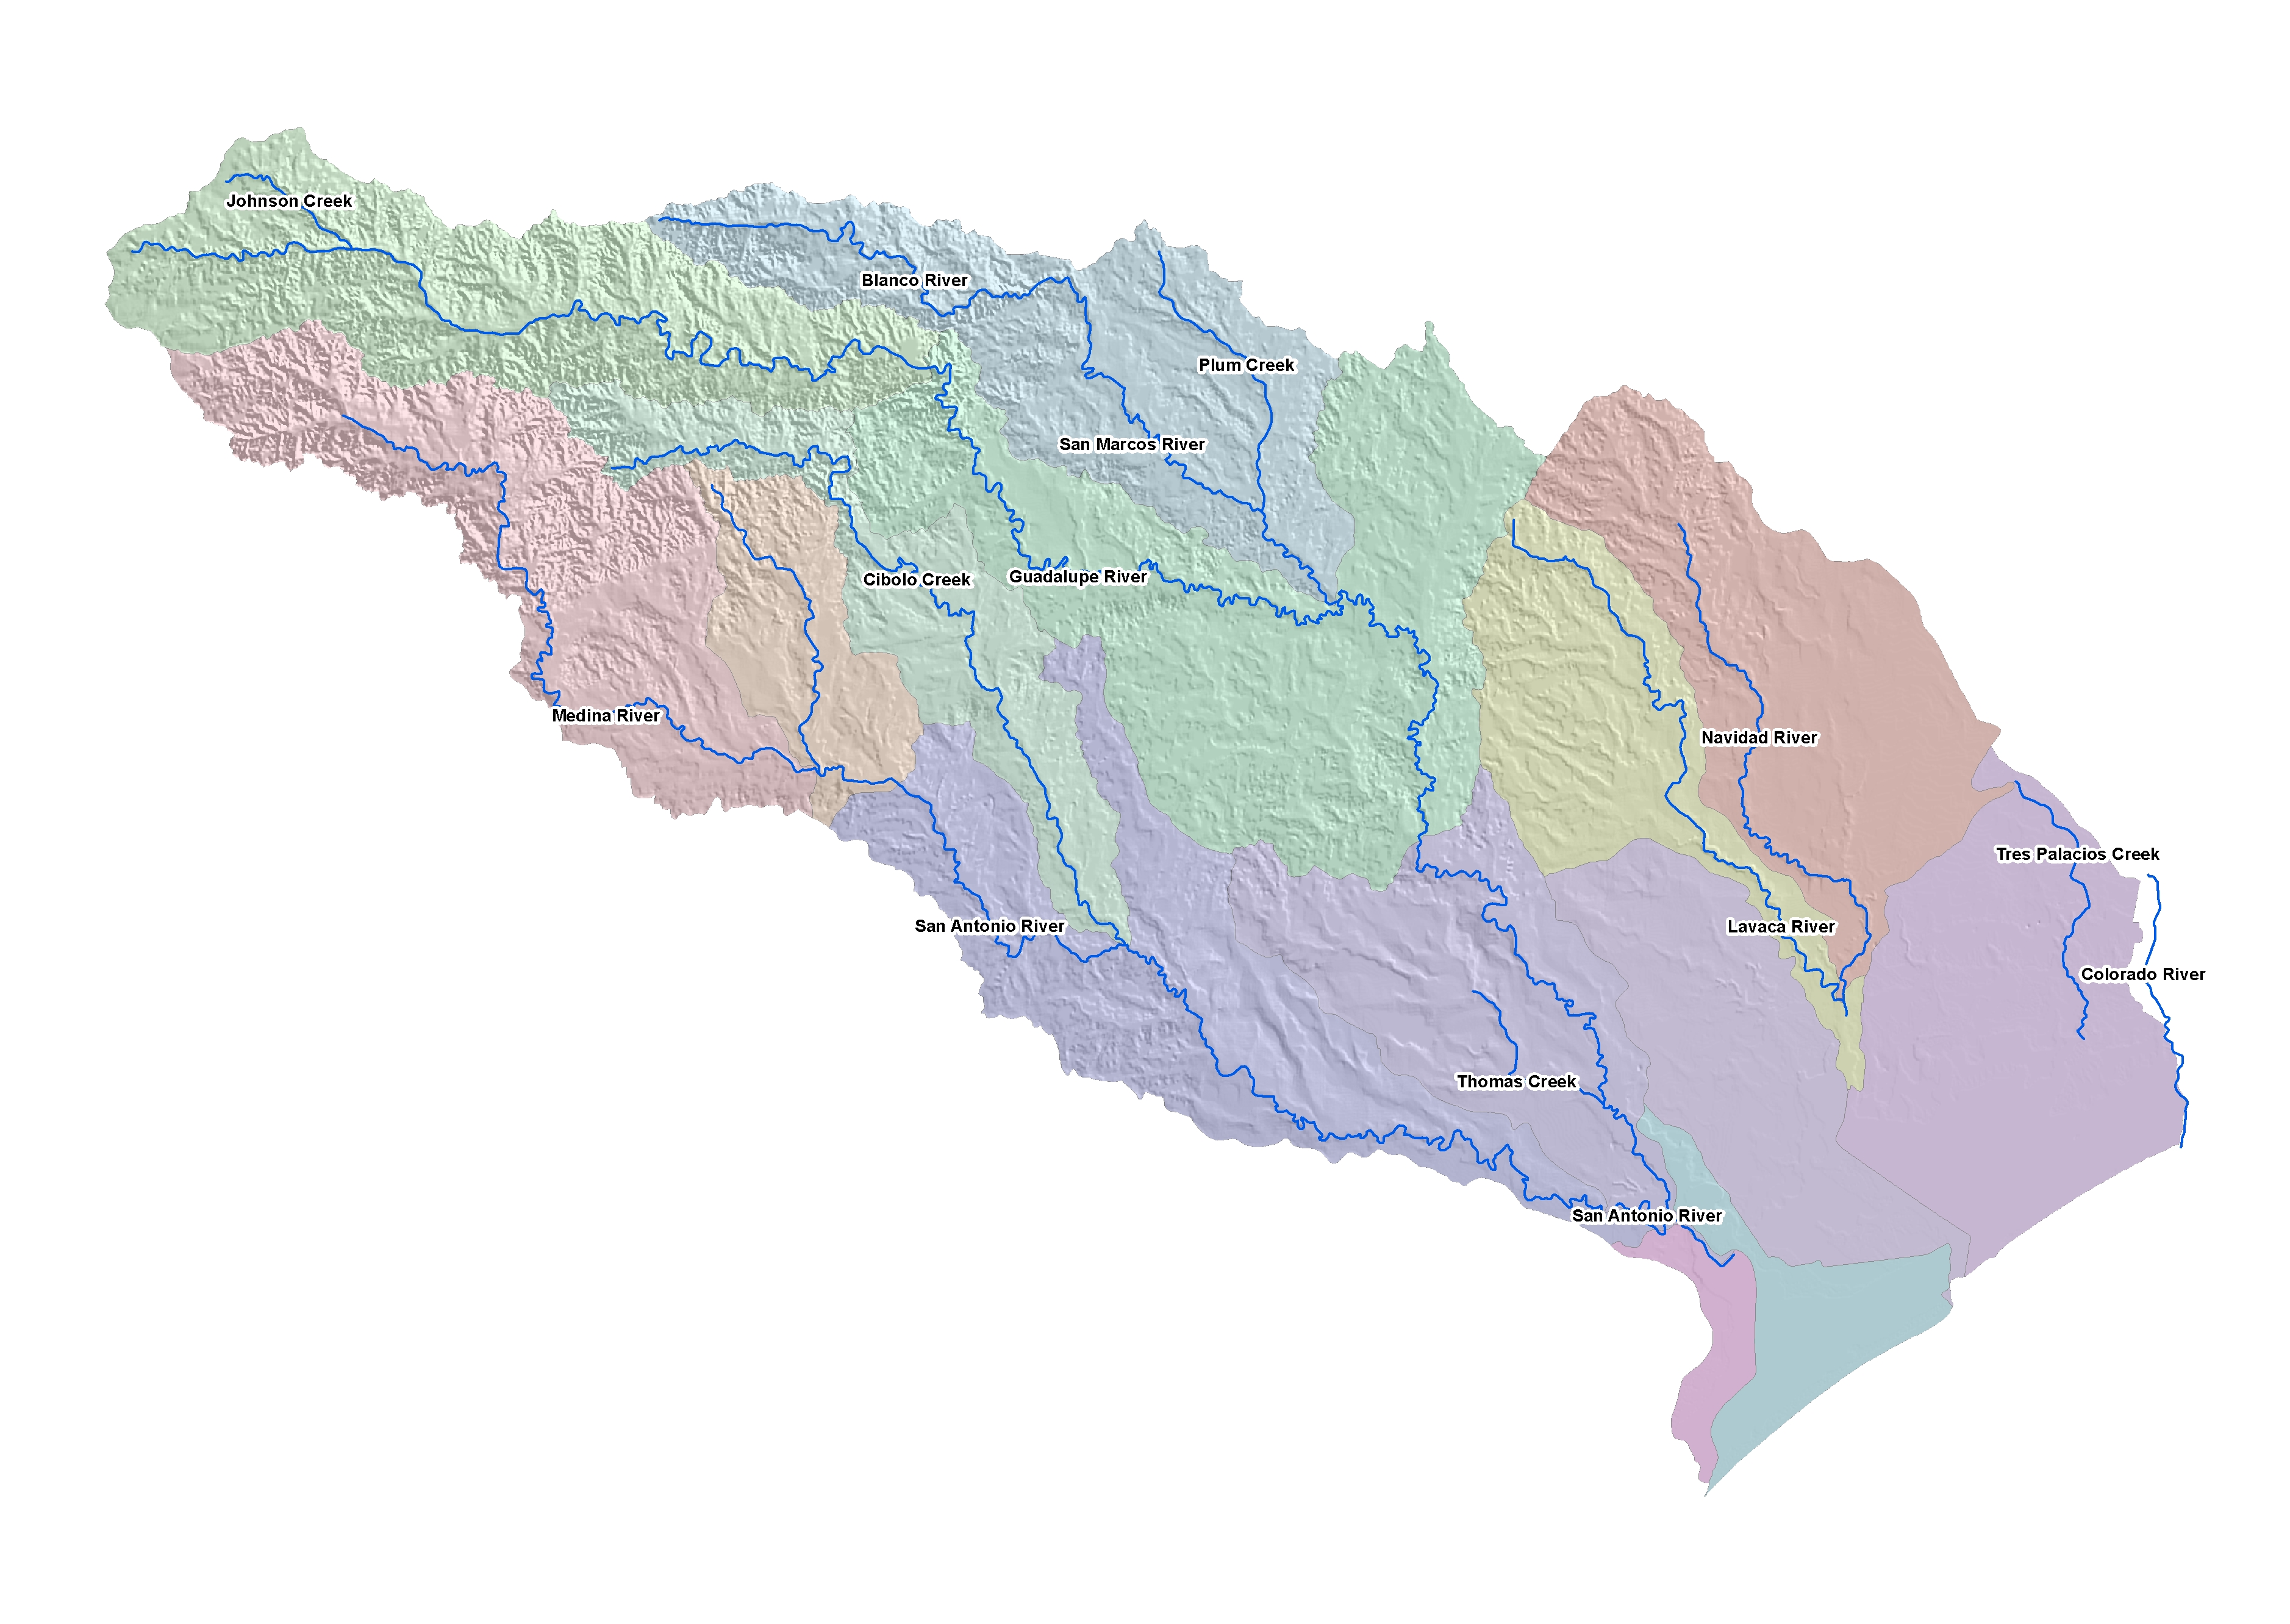 Johnson Creek
Blanco River
Plum Creek
San Marcos River
Guadalupe River
Cibolo Creek
Medina River
Navidad River
Tres Palacios Creek
San Antonio River
Lavaca River
Colorado River
Thomas Creek
San Antonio River